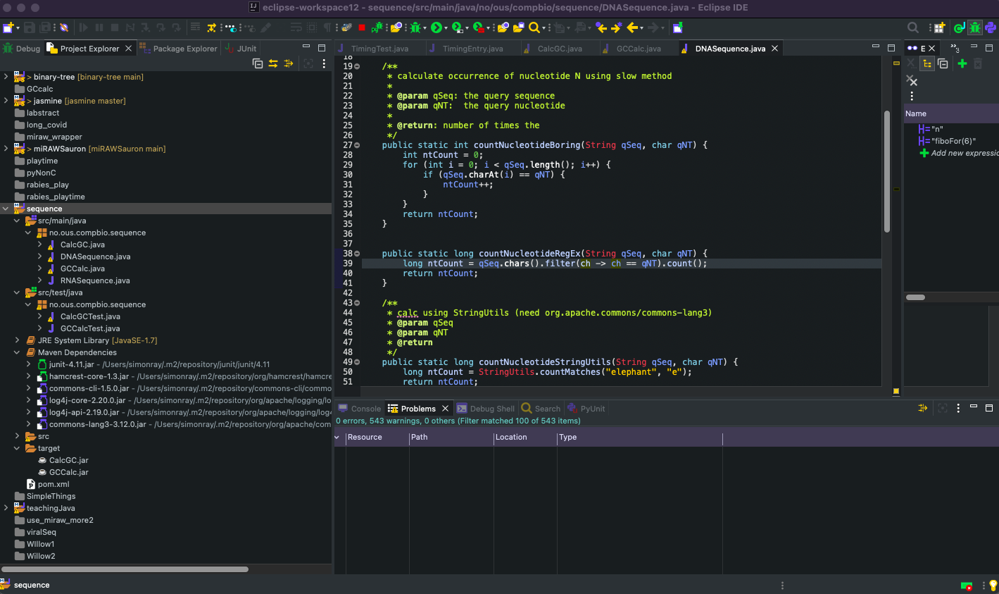 eclipse-workspace12 - sequence/src/main/java/no/ous/compbio/sequence/DNASequence.java - Eclipse IDE
Debug
Project Explorer
Package Explorer
JUnit
> binary-tree [binary-tree main]
GCcalc
> jasmine [jasmine master]
labstract
long_covid
miraw_wrapper
> miRAWSauron [miRAWSauron main]
playtime
pyNonC
rabies_play
rabies_playtime
sequence
src/main/java
no.ous.compbio.sequence
CalcGC.java
DNASequence.java
GCCalc.java
RNASequence.java
src/test/java
no.ous.compbio.sequence
CalcGCTest.java
GCCalcTest.java
JRE System Library [JavaSE-1.7]
Maven Dependencies
junit-4.11.jar - /Users/simonray/.m2/repository/junit/junit/4.11
hamcrest-core-1.3.jar - /Users/simonray/.m2/repository/org/hamcrest/hamcre
commons-cli-1.5.0.jar - /Users/simonray/.m2/repository/commons-cli/commo
log4j-core-2.20.0.jar - /Users/simonray/.m2/repository/org/apache/logging/lo
log4j-api-2.19.0.jar - /Users/simonray/.m2/repository/org/apache/logging/log4
commons-lang3-3.12.0.jar - /Users/simonray/.m2/repository/org/apache/com
src
target
CalcGC.jar
GCCalc.jar
pom.xml
SimpleThings
teachingJava
use_miraw_more2
viralSeq
WIllow1
Willow2
sequence
TimingTest.java
TimingEntry.java
CalcGC.java
GCCalc.java
DNASequence.java
18
19 /**
20 * calculate occurrence of nucleotide N using slow method
21 *
22 * @param qSeq: the query sequence
23 * @param qNT:  the query nucleotide
24 *
25 * @return: number of times the
26 */
27 public static int countNucleotideBoring(String qSeq, char qNT) {
28 int ntCount = 0;
29 for (int i = 0; i < qSeq.length(); i++) {
30 if (qSeq.charAt(i) == qNT) {
31 ntCount++;
32 }
33 }
34 return ntCount;
35 }
36
37
38 public static long countNucleotideRegEx(String qSeq, char qNT) {
39 long ntCount = qSeq.chars().filter(ch -> ch == qNT).count();
40 return ntCount;
41 }
42
43 /**
44 * calc using StringUtils (need org.apache.commons/commons-lang3)
45 * @param qSeq
46 * @param qNT
47 * @return
48 */
49 public static long countNucleotideStringUtils(String qSeq, char qNT) {
50 long ntCount = StringUtils.countMatches("elephant", "e");
51 return ntCount;
E
3
Name
"n"
"fiboFor(6)"
Add new expressio
Console
Problems
Debug Shell
Search
PyUnit
0 errors, 543 warnings, 0 others (Filter matched 100 of 543 items)
Resource
Path
Location
Type